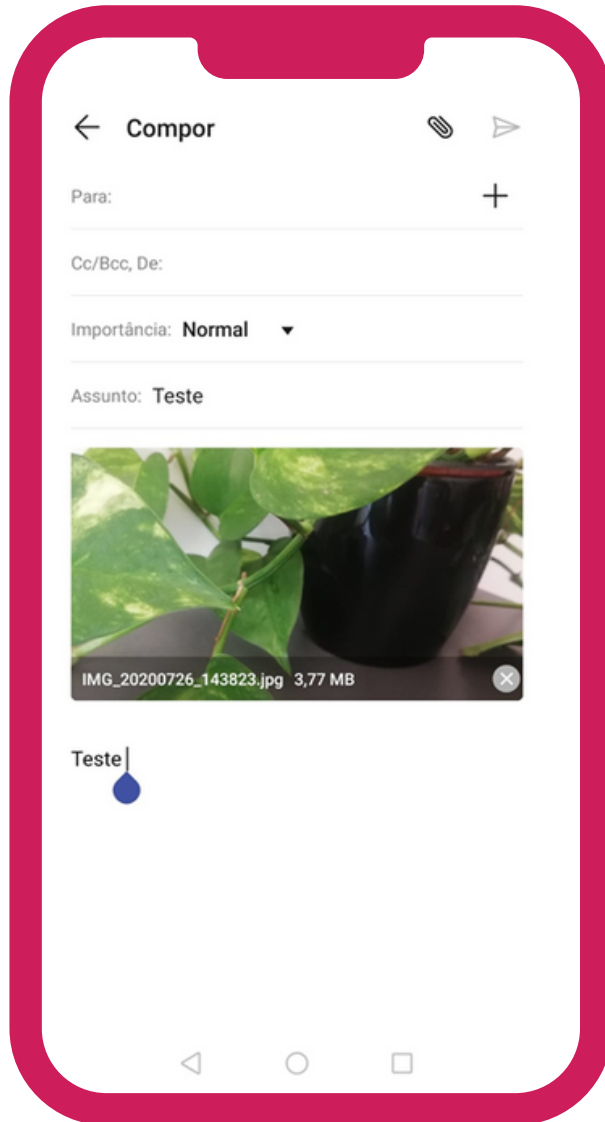 Compor
Para:
Cc/Bcc, De:
Importância: Normal
Assunto: Teste
IMG_20200726_143823.jpg 3,77 MB
Teste